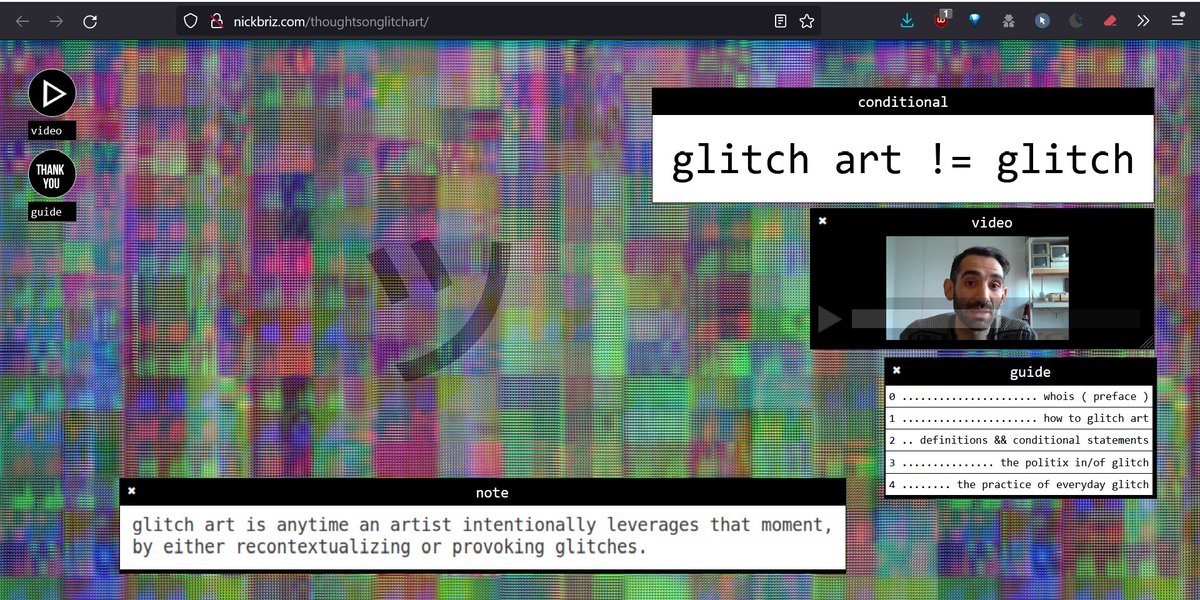 nickbriz.com/thoughtsonglitchart/
1
video
THANK
YOU
guide
conditional
glitch art != glitch
video
guide
0 ...................... whois ( preface )
1 ...................... how to glitch art
2 .. definitions && conditional statements
3 ............... the politix in/of glitch
4 ........ the practice of everyday glitch
note
glitch art is anytime an artist intentionally leverages that moment,
by either recontextualizing or provoking glitches.